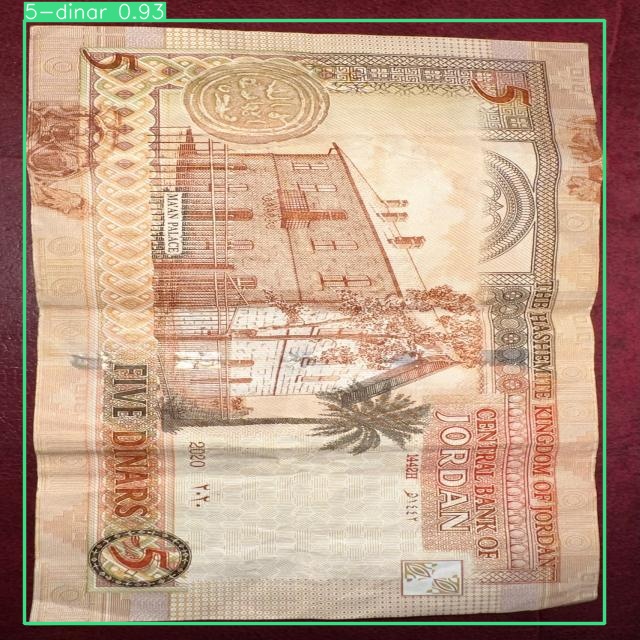 5-dinar 0.93
5
5
THE HASHEMITE KINGDOM OF JORDAN
CENTRAL BANK OF
JORDAN
1442H ١٤٤٢هـ
MA'AN PALACE
2020 ٢٠٢٠
FIVE DINARS
5